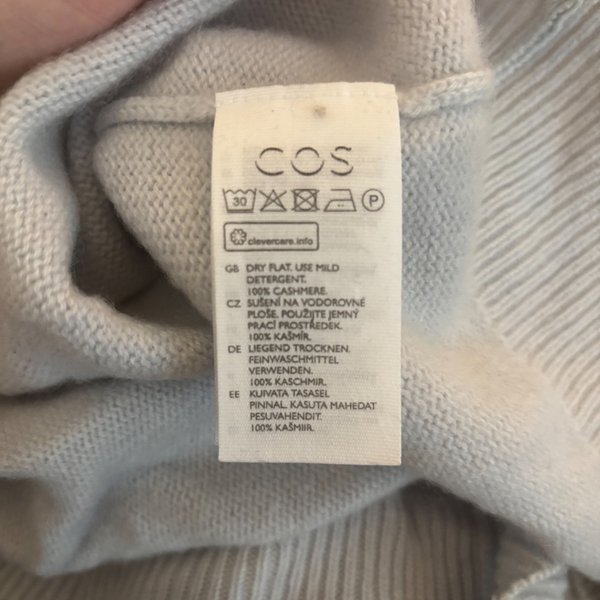 COS
30 P
clevercare.info
GB DRY FLAT. USE MILD
DETERGENT.
100% CASHMERE.
CZ SUŠENÍ NA VODOROVNÉ
PLOŠE. POUŽIJTE JEMNÝ
PRACÍ PROSTŘEDEK.
100% KAŠMÍR.
DE LIEGEND TROCKNEN.
FEINWASCHMITTEL
VERWENDEN.
100% KASCHMIR.
EE KUIVATA TASASEL
PINNAL. KASUTA MAHEDAT
PESUVAHENDIT.
100% KAŠMIIR.